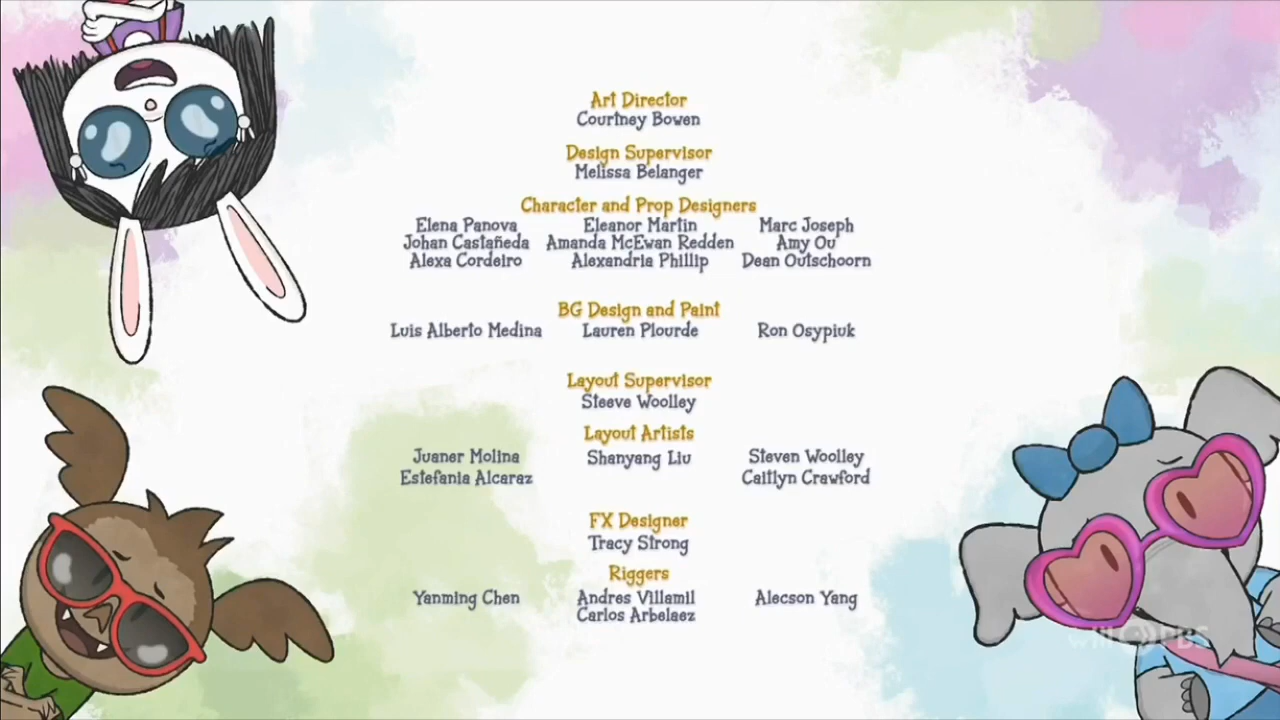 Art Director
Courtney Bowen
Design Supervisor
Melissa Belanger
Character and Prop Designers
Elena Panova Eleanor Martin Marc Joseph
Johan Castañeda Amanda McEwan Redden Amy Ou
Alexa Cordeiro Alexandria Phillip Dean Outschoorn
BG Design and Paint
Luis Alberto Medina Lauren Plourde Ron Osypiuk
Layout Supervisor
Steeve Woolley
Layout Artists
Juaner Molina Shanyang Liu Steven Woolley
Estefania Alcaraz Caitlyn Crawford
FX Designer
Tracy Strong
Riggers
Yanming Chen Andres Villamil Alecson Yang
Carlos Arbelaez
PBS